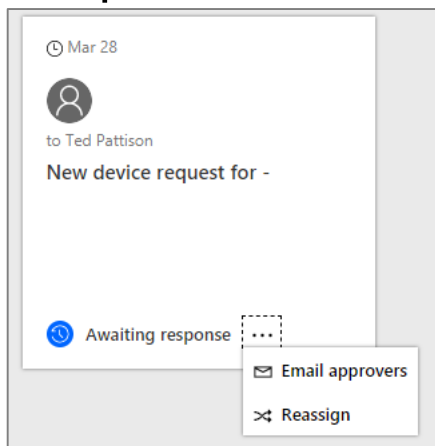 Mar 28
to Ted Pattison
New device request for -
Awaiting response ...
Email approvers
Reassign